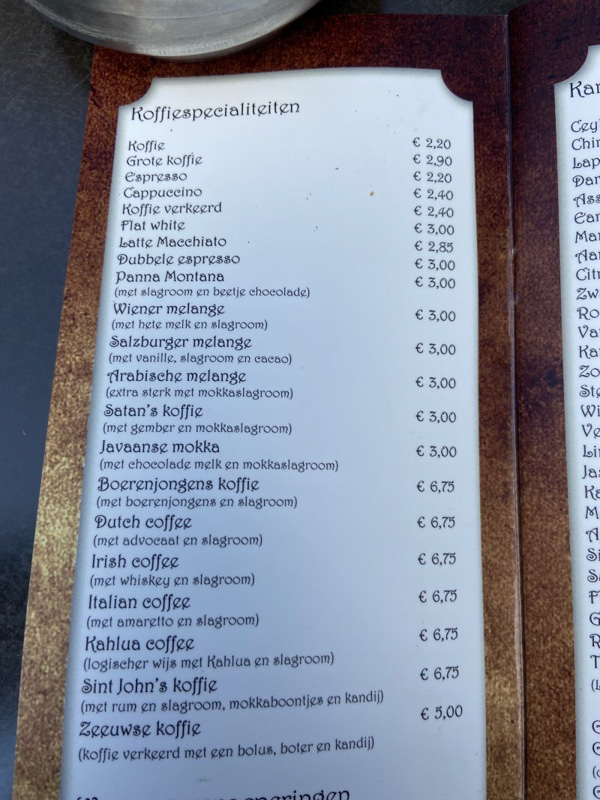 Koffiespecialiteiten
Koffie € 2,20
Grote koffie € 2,90
Espresso € 2,20
Cappuccino € 2,40
Koffie verkeerd € 2,40
Flat white € 3,00
Latte Macchiato € 2,85
Dubbele espresso € 3,00
Panna Montana € 3,00
(met slagroom en beetje chocolade)
Wiener melange € 3,00
(met hete melk en slagroom)
Salzburger melange € 3,00
(met vanille, slagroom en cacao)
Arabische melange € 3,00
(extra sterk met mokkaslagroom)
Satan's koffie € 3,00
(met gember en mokkaslagroom)
Javaanse mokka € 3,00
(met chocolade melk en mokkaslagroom)
Boerenjongens koffie € 6,75
(met boerenjongens en slagroom)
Dutch coffee € 6,75
(met advocaat en slagroom)
Irish coffee € 6,75
(met whiskey en slagroom)
Italian coffee € 6,75
(met amaretto en slagroom)
Kahlua coffee € 6,75
(logischer wijs met Kahlua en slagroom)
Sint John's koffie € 6,75
(met rum en slagroom, mokkaboontjes en kandij)
Zeeuwse koffie € 5,00
(koffie verkeerd met een bolus, boter en kandij)